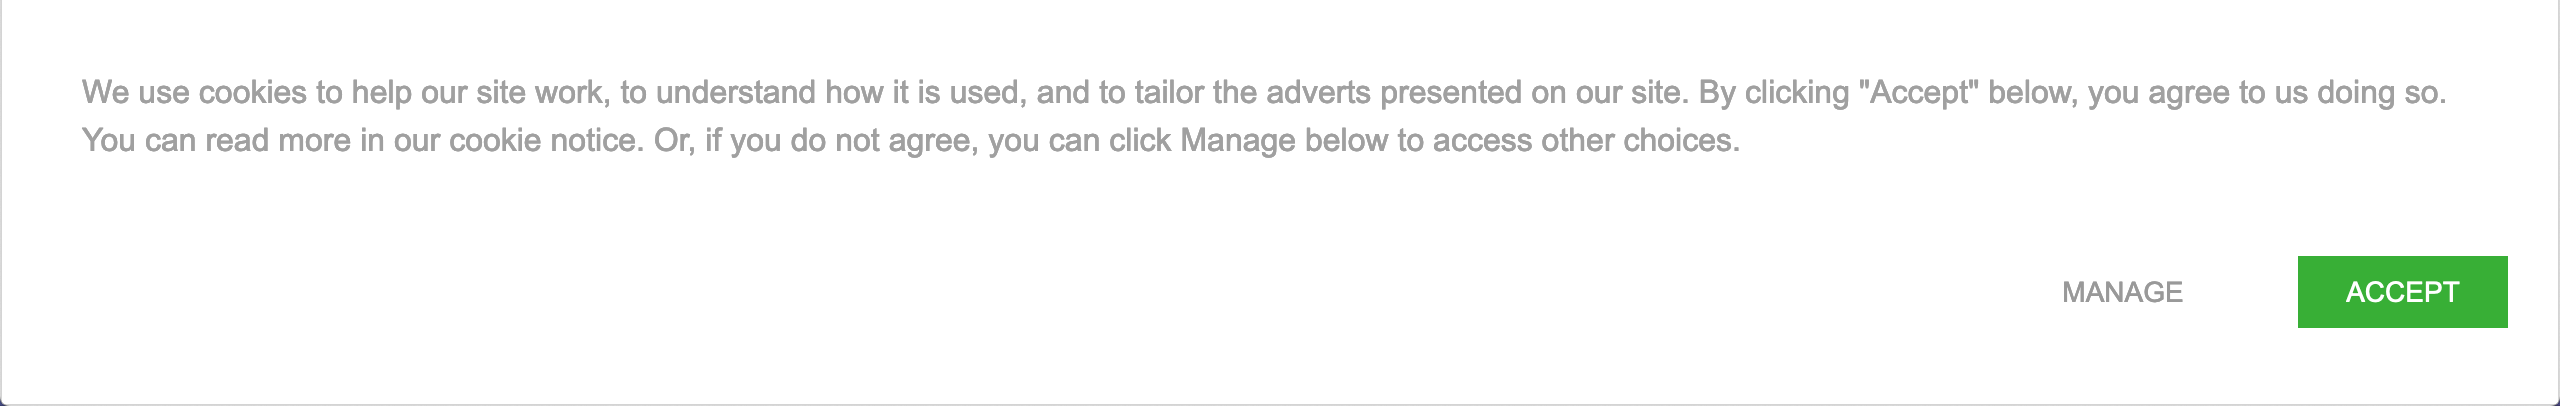 We use cookies to help our site work, to understand how it is used, and to tailor the adverts presented on our site. By clicking "Accept" below, you agree to us doing so.
You can read more in our cookie notice. Or, if you do not agree, you can click Manage below to access other choices.
MANAGE
ACCEPT